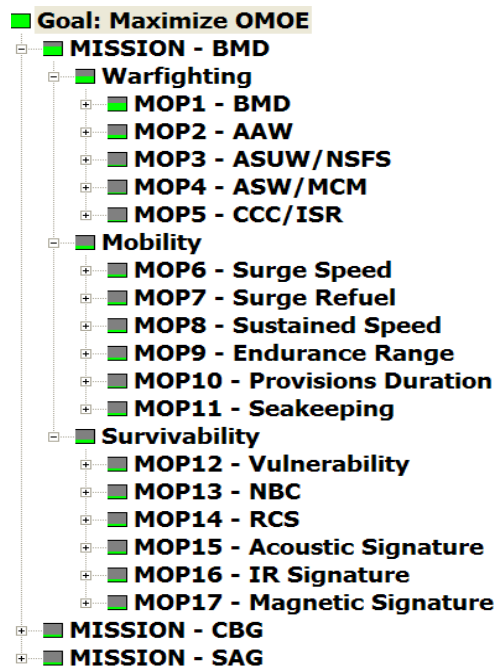 Goal: Maximize OMOE
MISSION - BMD
Warfighting
MOP1 - BMD
MOP2 - AAW
MOP3 - ASUW/NSFS
MOP4 - ASW/MCM
MOP5 - CCC/ISR
Mobility
MOP6 - Surge Speed
MOP7 - Surge Refuel
MOP8 - Sustained Speed
MOP9 - Endurance Range
MOP10 - Provisions Duration
MOP11 - Seakeeping
Survivability
MOP12 - Vulnerability
MOP13 - NBC
MOP14 - RCS
MOP15 - Acoustic Signature
MOP16 - IR Signature
MOP17 - Magnetic Signature
MISSION - CBG
MISSION - SAG